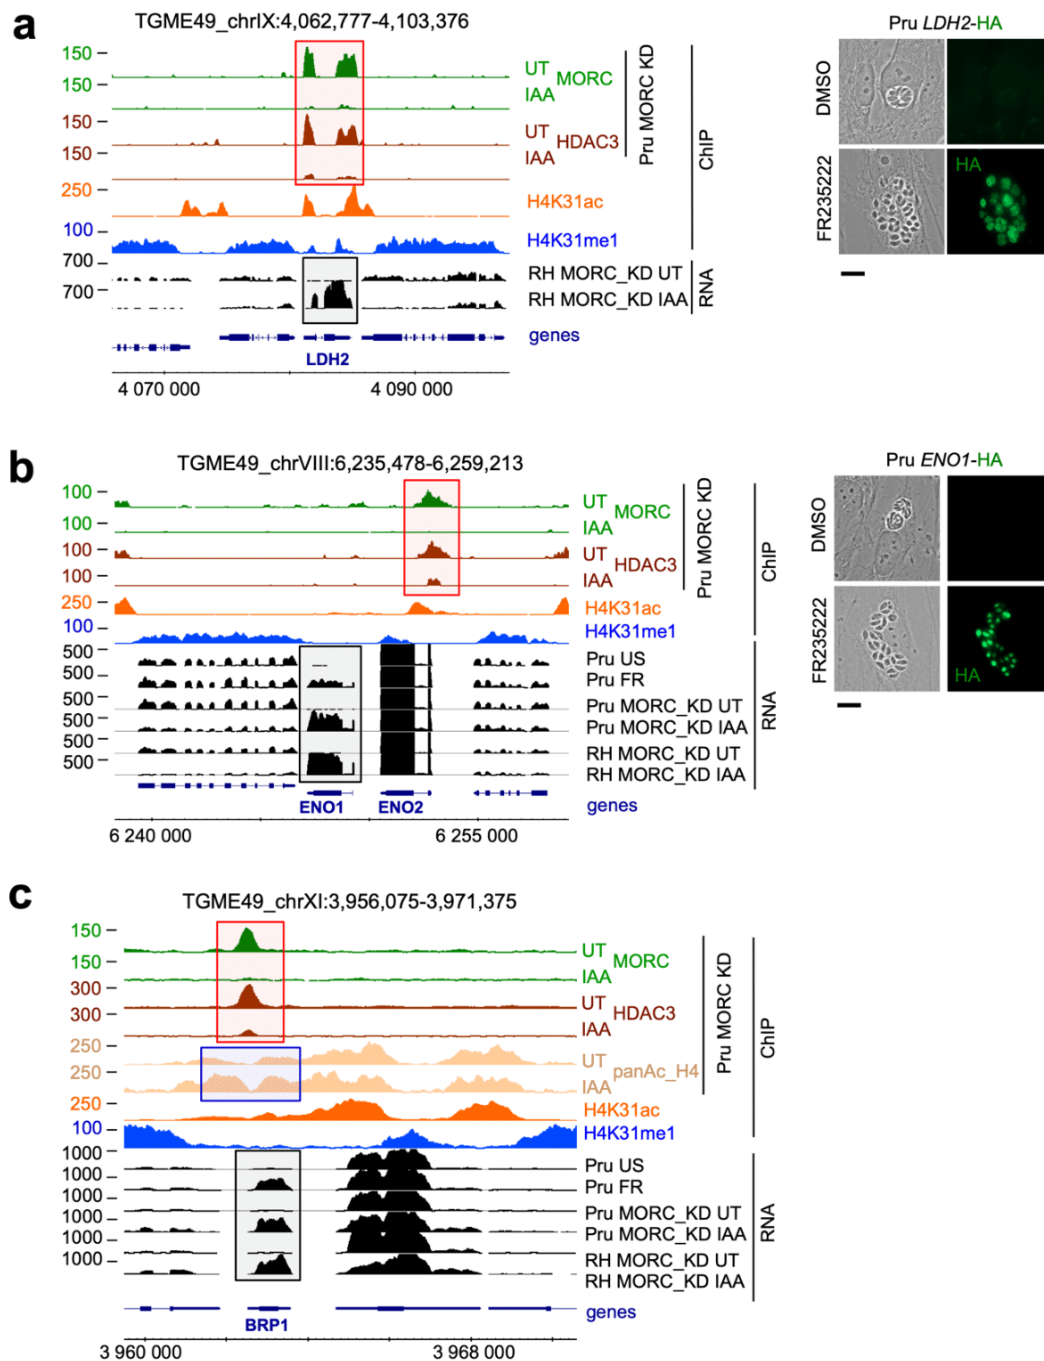 a
TGME49_chrIX:4,062,777-4,103,376
150
UT
MORC
150
IAA
150
UT
HDAC3
150
IAA
Pru MORC KD
250
H4K31ac
100
H4K31me1
ChIP
700
RH MORC_KD UT
700
RH MORC_KD IAA
RNA
genes
LDH2
4 070 000
4 090 000
Pru LDH2-HA
DMSO
FR235222
HA
b
TGME49_chrVIII:6,235,478-6,259,213
100
UT
MORC
100
IAA
100
UT
HDAC3
100
IAA
Pru MORC KD
250
H4K31ac
100
H4K31me1
ChIP
500
Pru US
500
Pru FR
500
Pru MORC_KD UT
500
Pru MORC_KD IAA
500
RH MORC_KD UT
500
RH MORC_KD IAA
RNA
ENO1
ENO2
genes
6 240 000
6 255 000
Pru ENO1-HA
DMSO
FR235222
HA
c
TGME49_chrXI:3,956,075-3,971,375
150
UT
MORC
150
IAA
300
UT
HDAC3
300
IAA
250
UT
panAc_H4
250
IAA
Pru MORC KD
250
H4K31ac
100
H4K31me1
ChIP
1000
Pru US
1000
Pru FR
1000
Pru MORC_KD UT
1000
Pru MORC_KD IAA
1000
RH MORC_KD UT
1000
RH MORC_KD IAA
RNA
genes
BRP1
3 960 000
3 968 000